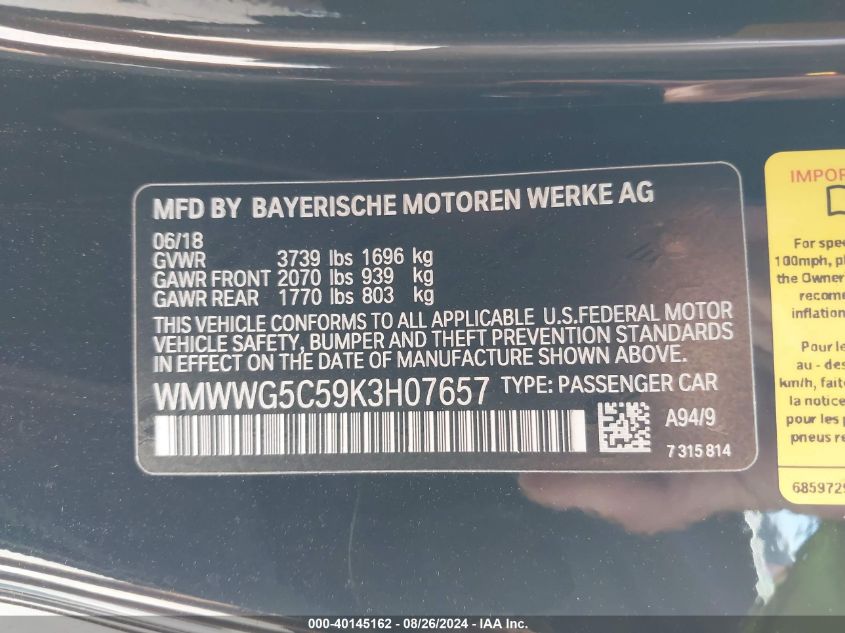 MFD BY BAYERISCHE MOTOREN WERKE AG
06/18
GVWR 3739 lbs 1696 kg
GAWR FRONT 2070 lbs 939 kg
GAWR REAR 1770 lbs 803 kg
THIS VEHICLE CONFORMS TO ALL APPLICABLE U.S.FEDERAL MOTOR
VEHICLE SAFETY, BUMPER AND THEFT PREVENTION STANDARDS
IN EFFECT ON THE DATE OF MANUFACTURE SHOWN ABOVE.
WMWWG5C59K3H07657 TYPE: PASSENGER CAR
A94/9
7 315 814
IMPOR
For spe
100mph, pl
the Owner
recome
inflation
Pour le
au - des
km/h, fait
la notice
pour les p
pneus re
6859729
000-40145162 - 08/26/2024 - IAA Inc.